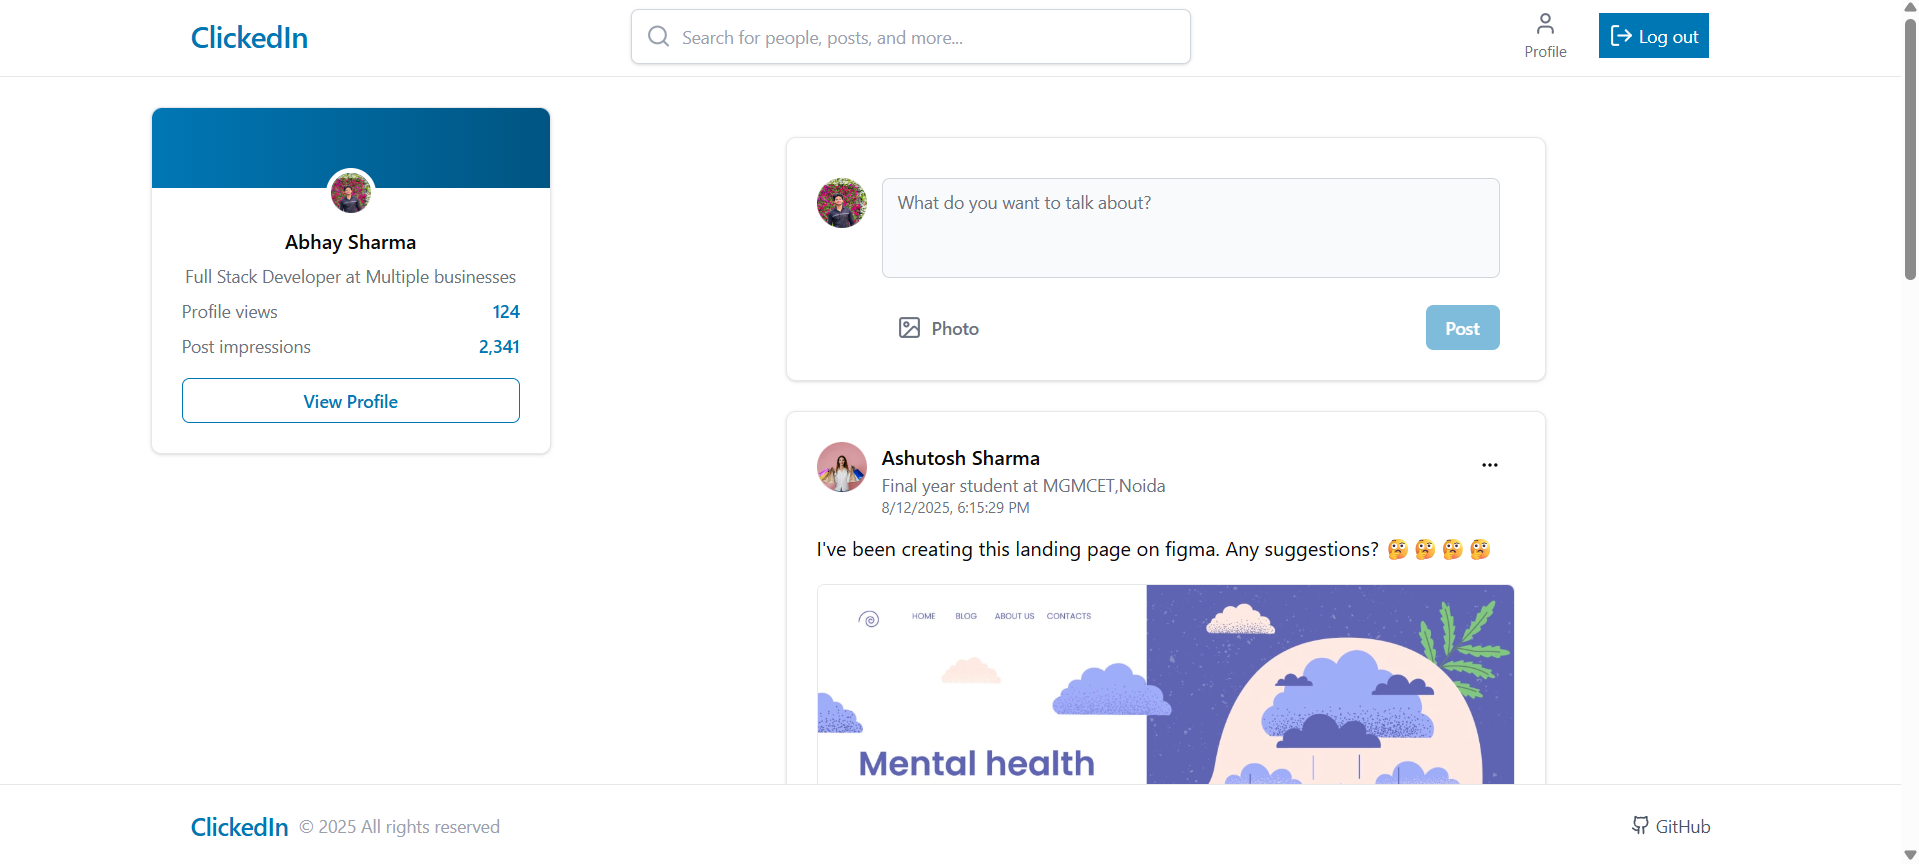 ClickedIn
Search for people, posts, and more...
Profile
Log out
Abhay Sharma
Full Stack Developer at Multiple businesses
Profile views 124
Post impressions 2,341
View Profile
What do you want to talk about?
Photo
Post
Ashutosh Sharma
Final year student at MGMCET,Noida
8/12/2025, 6:15:29 PM
I've been creating this landing page on figma. Any suggestions? 🤔🤔🤔🤔
HOME BLOG ABOUT US CONTACTS
Mental health
ClickedIn © 2025 All rights reserved
GitHub